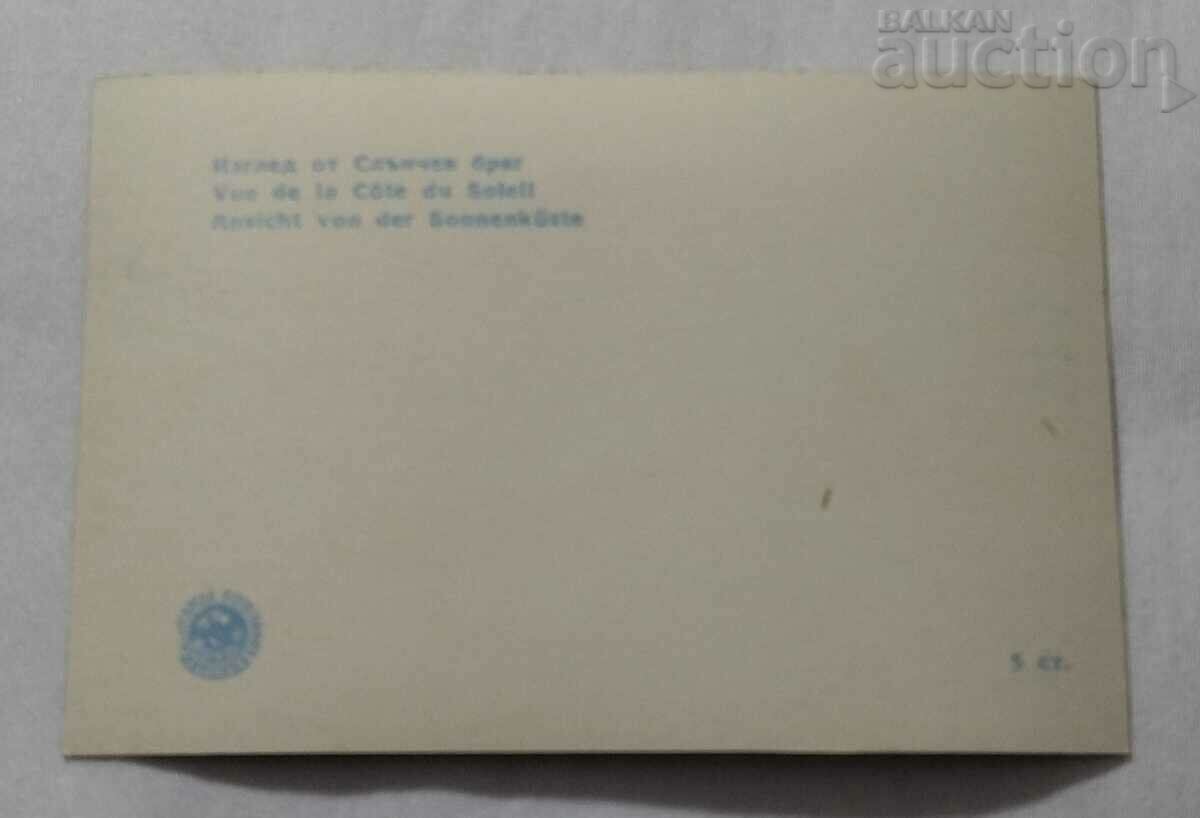 BALKAN
auction
Изглед от Слънчев бряг
Vue de la Côte du Soleil
Ansicht von der Sonnenküste
5 ст.